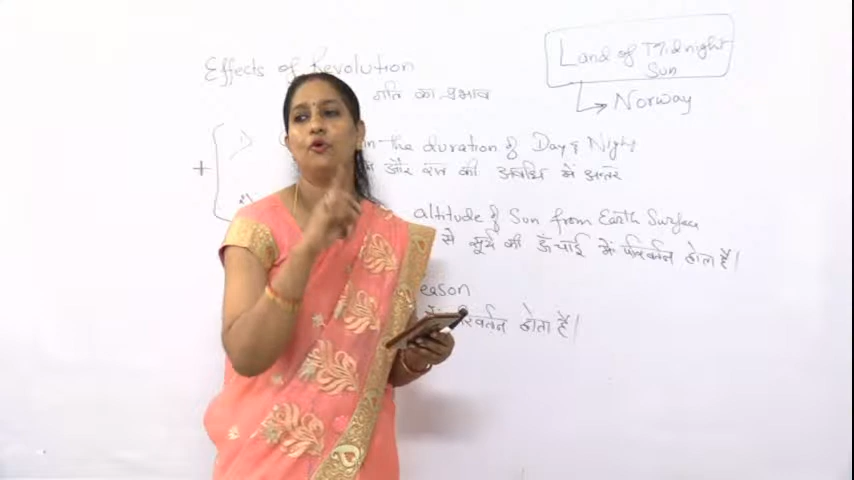 Effects of Revolution
गति का प्रभाव
Land of Midnight
Sun
Norway
+
in the duration of Day & Night
और रात की अवधि में अन्तर
altitude of Sun from Earth Surface
से सूर्य की ऊँचाई में परिवर्तन होता है।
eason
परिवर्तन होता है।